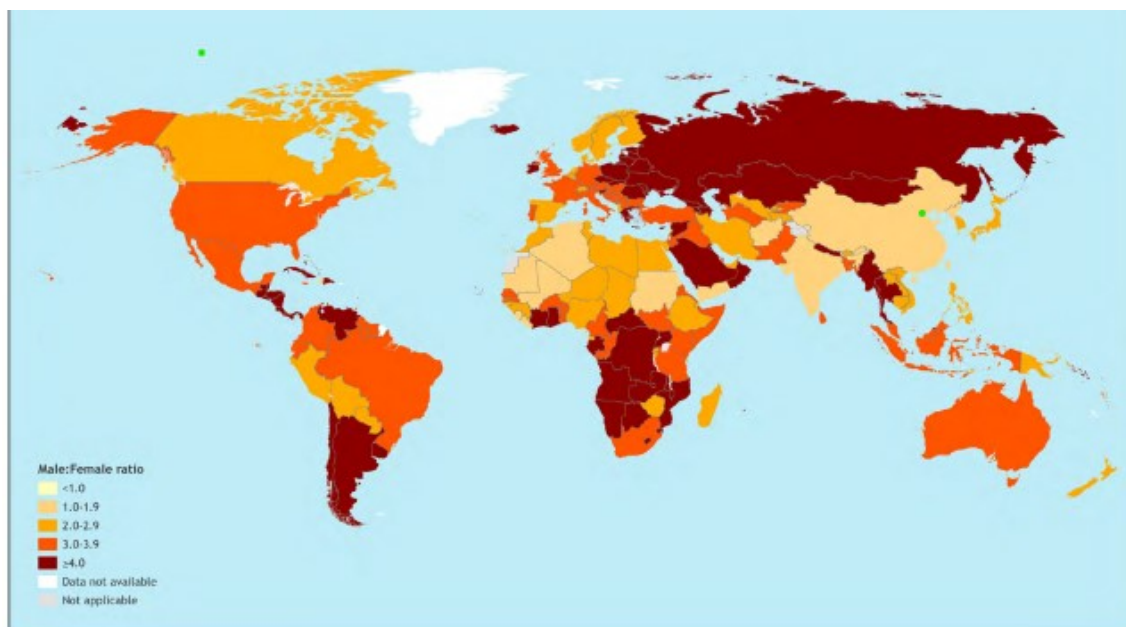 Male:Female ratio
<1.0
1.0-1.9
2.0-2.9
3.0-3.9
≥4.0
Data not available
Not applicable